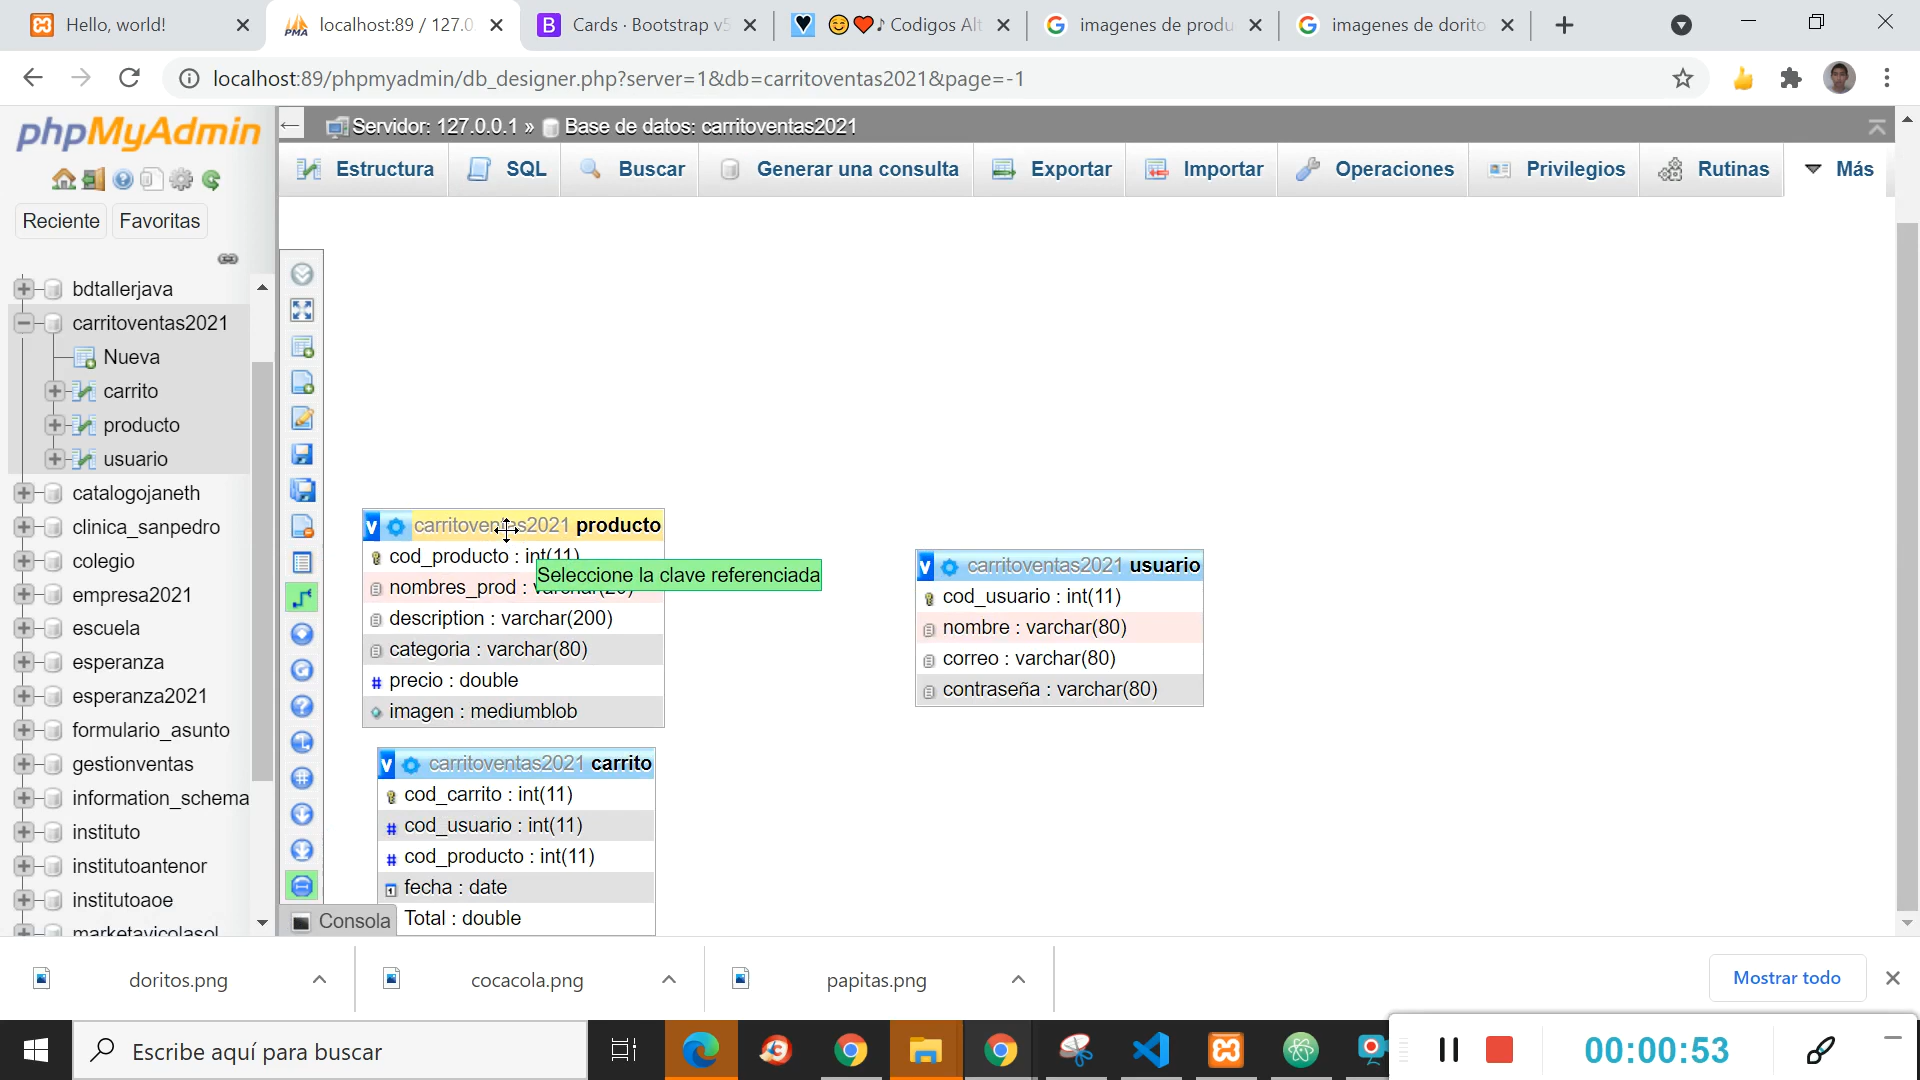 Hello, world!
localhost:89 / 127.0
Cards · Bootstrap v5
😊❤♪ Codigos Alt
imagenes de produ
imagenes de dorito
localhost:89/phpmyadmin/db_designer.php?server=1&db=carritoventas2021&page=-1
phpMyAdmin
Reciente
Favoritas
bdtallerjava
carritoventas2021
Nueva
carrito
producto
usuario
catalogojaneth
clinica_sanpedro
colegio
empresa2021
escuela
esperanza
esperanza2021
formulario_asunto
gestionventas
information_schema
instituto
institutoantenor
institutoaoe
marketavicolasol
Servidor: 127.0.0.1 » Base de datos: carritoventas2021
Estructura
SQL
Buscar
Generar una consulta
Exportar
Importar
Operaciones
Privilegios
Rutinas
Más
v carritoventas2021 producto
cod_producto : int(11)
nombres_prod : varchar(20)
description : varchar(200)
categoria : varchar(80)
precio : double
imagen : mediumblob
Seleccione la clave referenciada
v carritoventas2021 usuario
cod_usuario : int(11)
nombre : varchar(80)
correo : varchar(80)
contraseña : varchar(80)
v carritoventas2021 carrito
cod_carrito : int(11)
cod_usuario : int(11)
cod_producto : int(11)
fecha : date
Total : double
Consola
doritos.png
cocacola.png
papitas.png
Mostrar todo
Escribe aquí para buscar
00:00:53